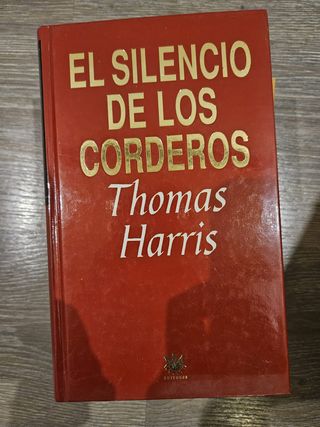 EL SILENCIO
DE LOS
CORDEROS
Thomas
Harris